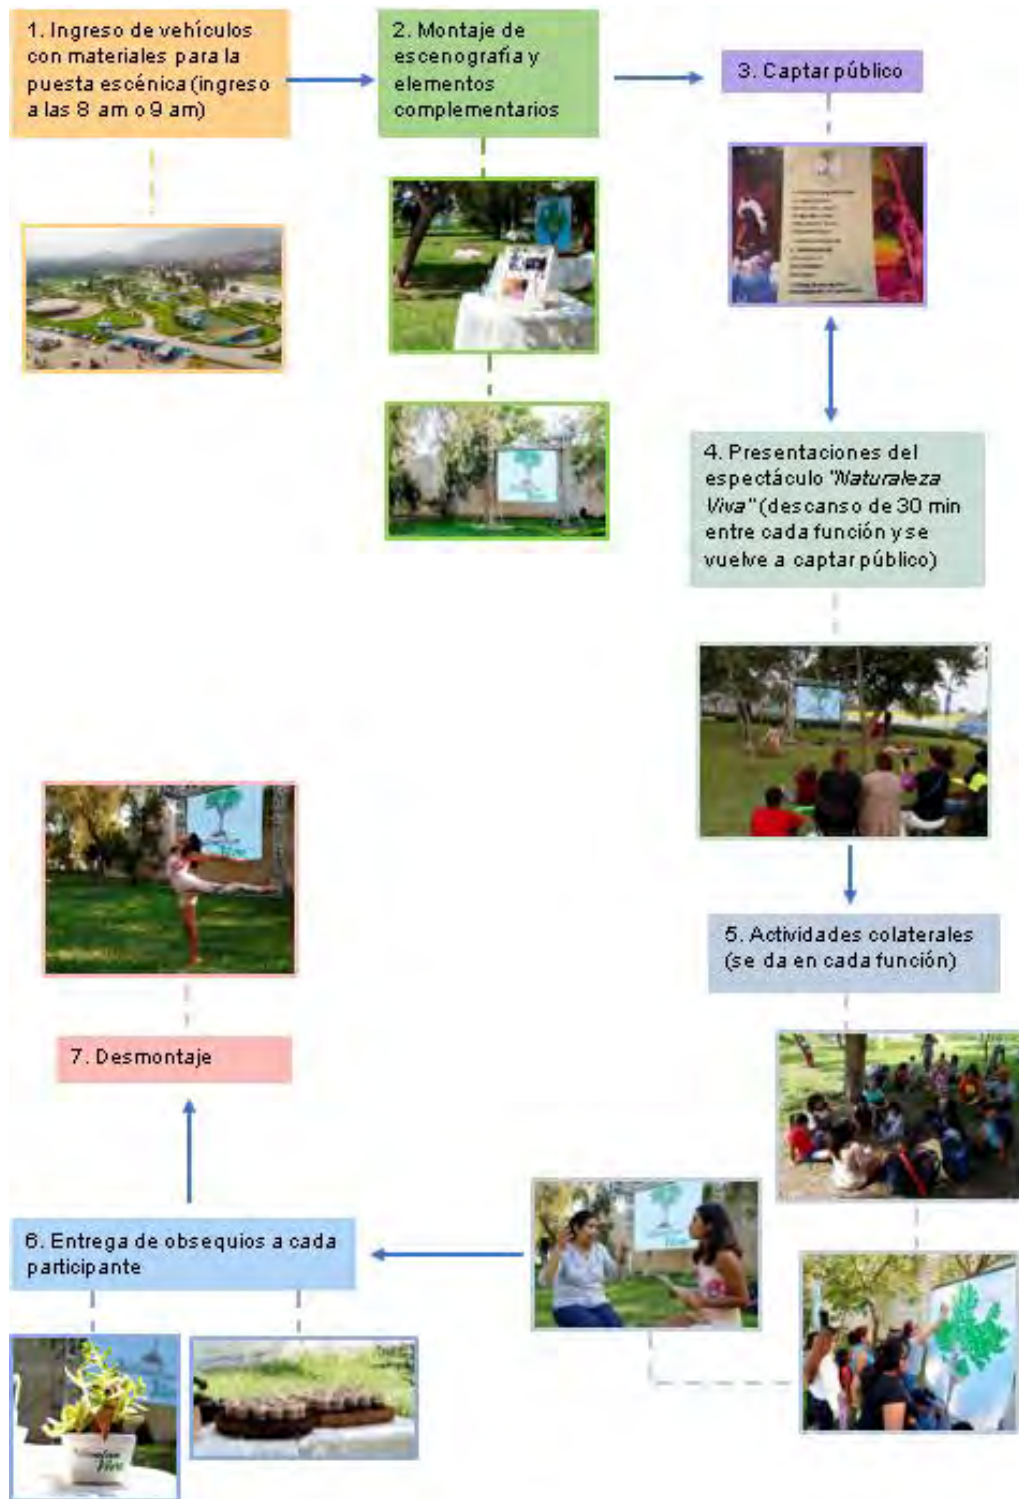 1. Ingreso de vehículos
con materiales para la
puesta escénica (ingreso
a las 8 am o 9 am)
2. Montaje de
escenografía y
elementos
complementarios
3. Captar público
4. Presentaciones del
espectáculo "Naturaleza
Viva" (descanso de 30 min
entre cada función y se
vuelve a captar público)
5. Actividades colaterales
(se da en cada función)
7. Desmontaje
6. Entrega de obsequios a cada
participante
Viva